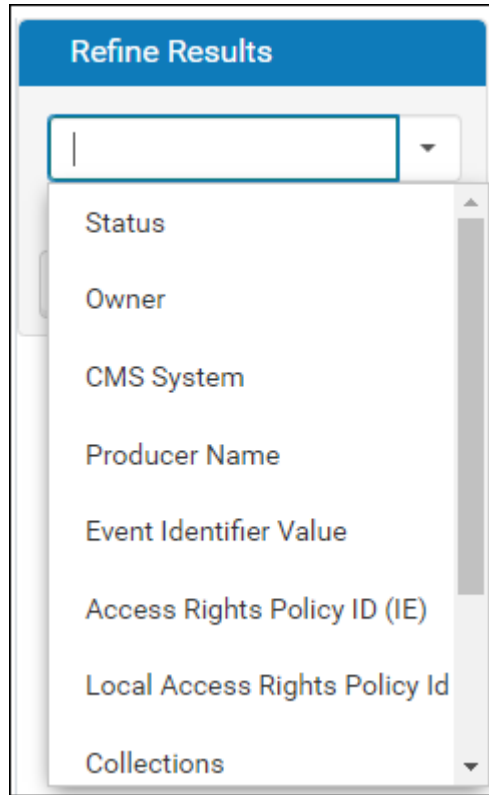 Refine Results
Status
Owner
CMS System
Producer Name
Event Identifier Value
Access Rights Policy ID (IE)
Local Access Rights Policy Id
Collections